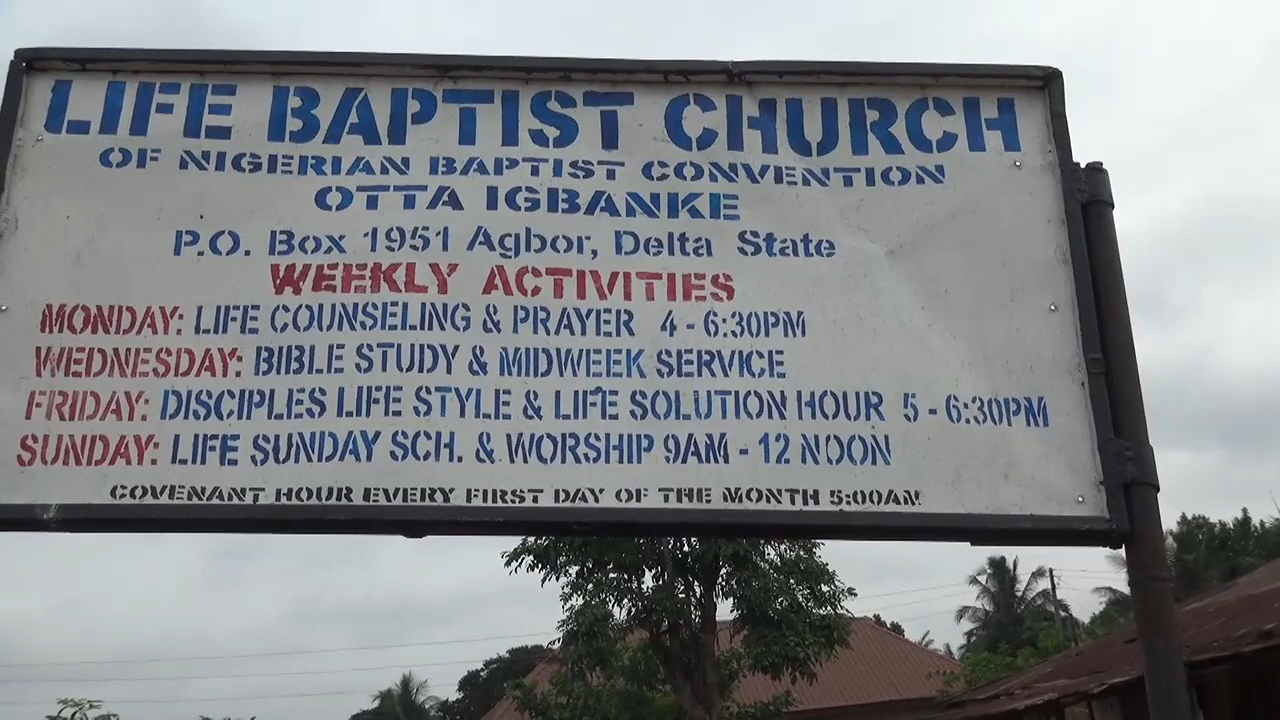 LIFE BAPTIST CHURCH
OF NIGERIAN BAPTIST CONVENTION
OTTA IGBANKE
P.O. Box 1951 Agbor, Delta State
WEEKLY ACTIVITIES
MONDAY: LIFE COUNSELING & PRAYER 4 - 6:30PM
WEDNESDAY: BIBLE STUDY & MIDWEEK SERVICE
FRIDAY: DISCIPLES LIFE STYLE & LIFE SOLUTION HOUR 5 - 6:30PM
SUNDAY: LIFE SUNDAY SCH. & WORSHIP 9AM - 12 NOON
COVENANT HOUR EVERY FIRST DAY OF THE MONTH 5:00AM